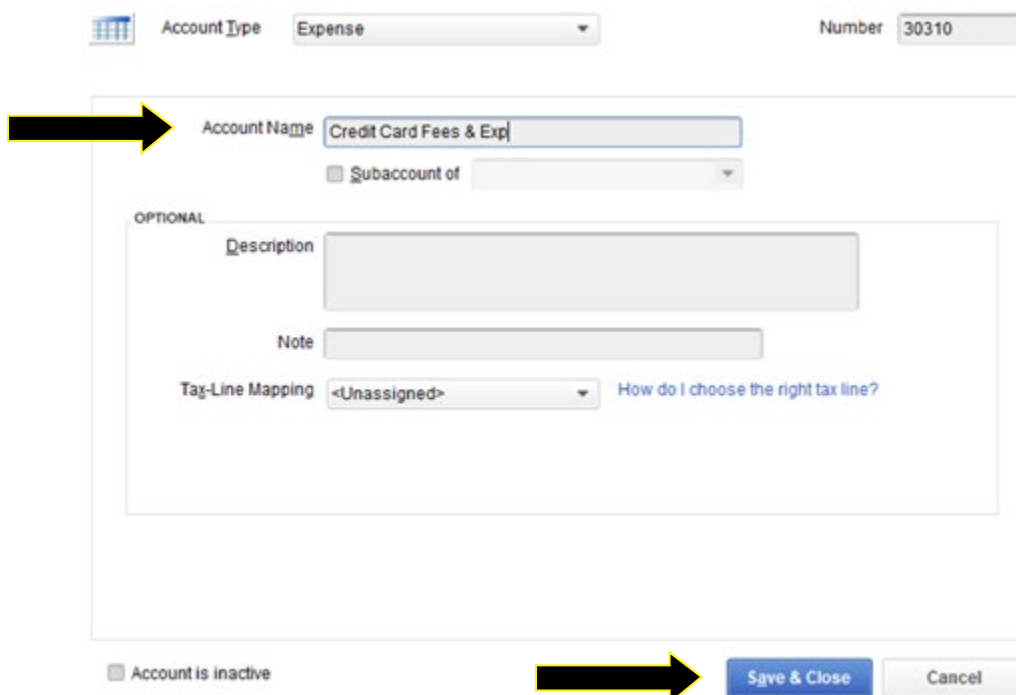 Account Type Expense Number 30310
Account Name Credit Card Fees & Exp
Subaccount of
OPTIONAL
Description
Note
Tax-Line Mapping <Unassigned> How do I choose the right tax line?
Account is inactive Save & Close Cancel